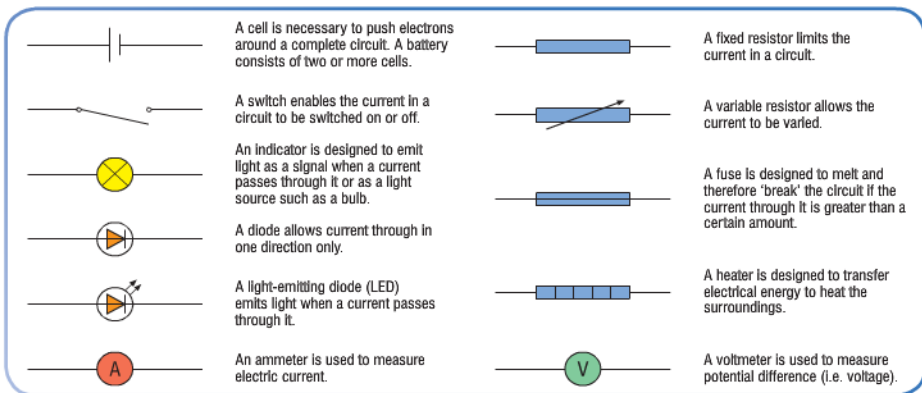 A cell is necessary to push electrons
around a complete circuit. A battery
consists of two or more cells.
A switch enables the current in a
circuit to be switched on or off.
An indicator is designed to emit
light as a signal when a current
passes through it or as a light
source such as a bulb.
A diode allows current through in
one direction only.
A light-emitting diode (LED)
emits light when a current passes
through it.
A
An ammeter is used to measure
electric current.
A fixed resistor limits the
current in a circuit.
A variable resistor allows the
current to be varied.
A fuse is designed to melt and
therefore ‘break’ the circuit if the
current through it is greater than a
certain amount.
A heater is designed to transfer
electrical energy to heat the
surroundings.
V
A voltmeter is used to measure
potential difference (i.e. voltage).